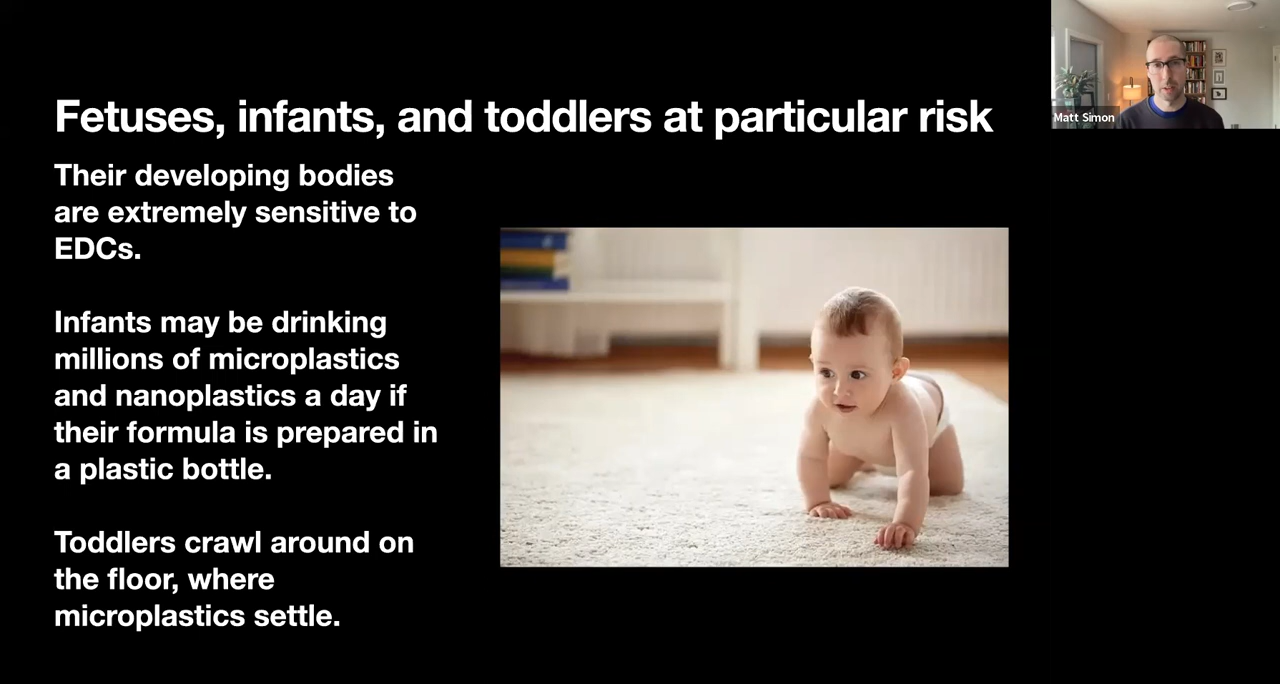 Fetuses, infants, and toddlers at particular risk
Their developing bodies
are extremely sensitive to
EDCs.
Infants may be drinking
millions of microplastics
and nanoplastics a day if
their formula is prepared in
a plastic bottle.
Toddlers crawl around on
the floor, where
microplastics settle.
Matt Simon